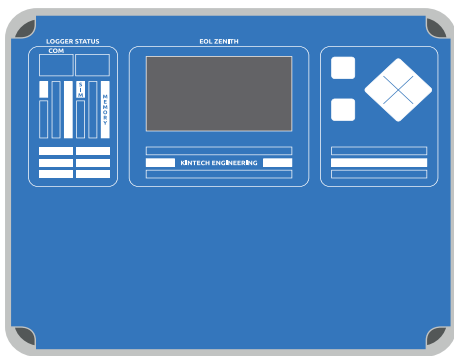 LOGGER STATUS
EOL ZENITH
COM
SIM
MEMORY
KINTECH ENGINEERING